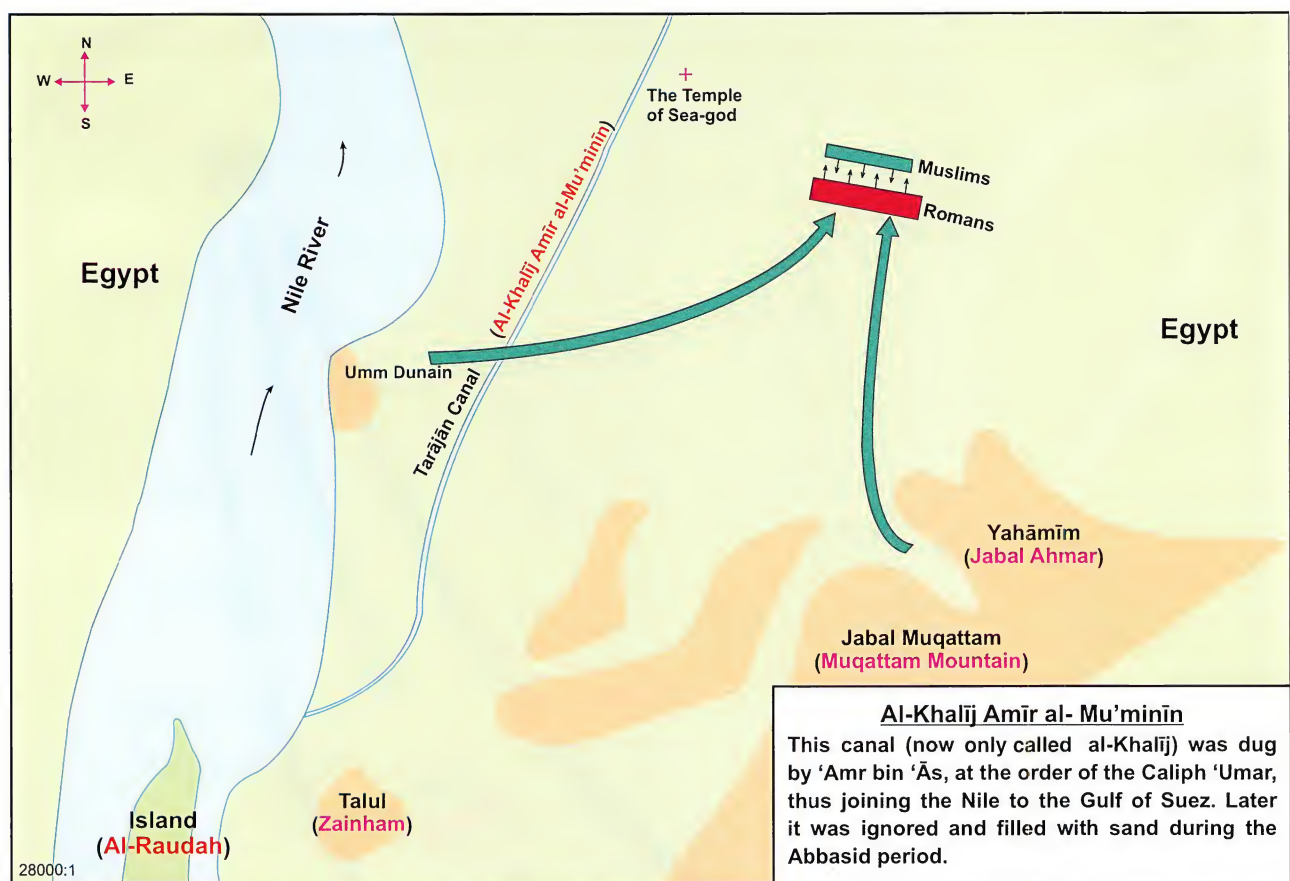 N
W
E
S
The Temple
of Sea-god
Muslims
Romans
(Al-Khalīj Amīr al-Mu’minīn)
Nile River
Egypt
Egypt
Umm Dunain
Tarājān Canal
Yahāmīm
(Jabal Ahmar)
Jabal Muqattam
(Muqattam Mountain)
Talul
(Zainham)
Island
(Al-Raudah)
28000:1
Al-Khalīj Amīr al- Mu’minīn
This canal (now only called al-Khalīj) was dug
by ‘Amr bin ‘Ās, at the order of the Caliph ‘Umar,
thus joining the Nile to the Gulf of Suez. Later
it was ignored and filled with sand during the
Abbasid period.